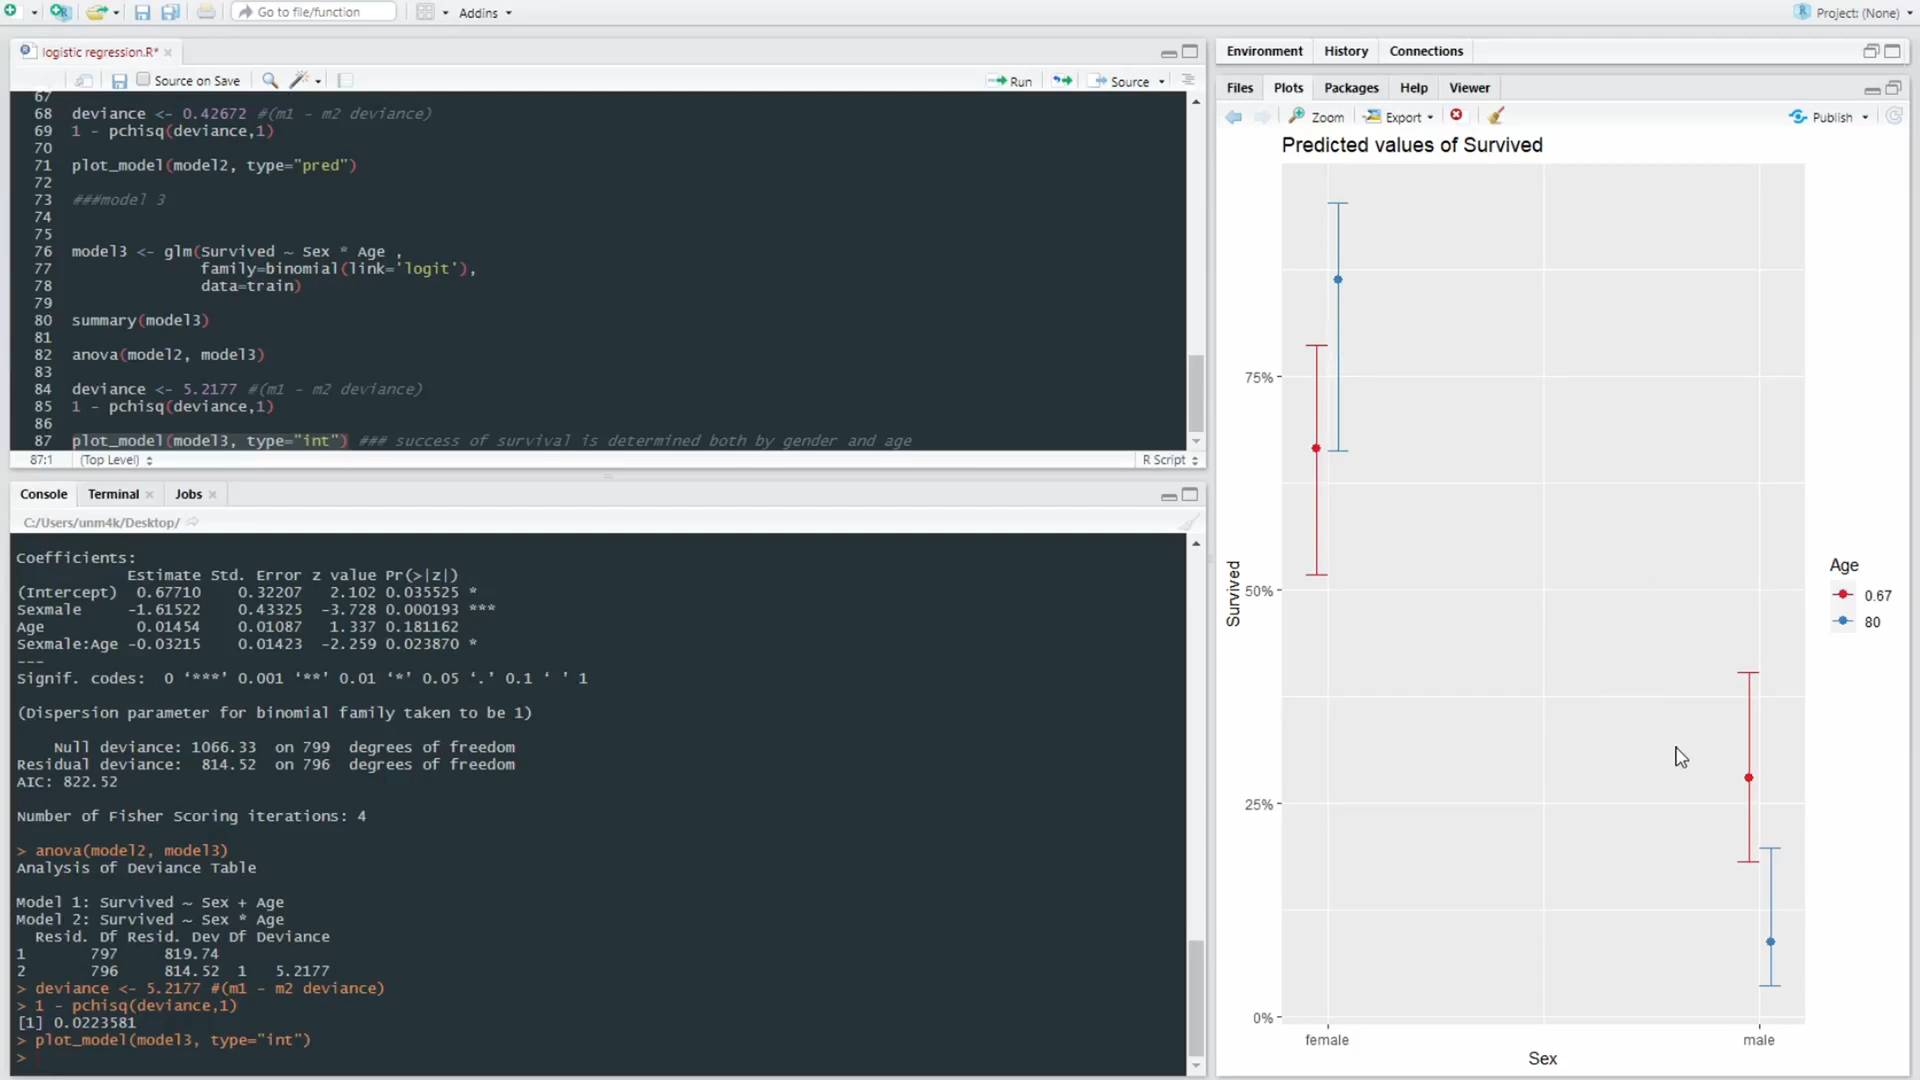 Go to file/function
Addins
Project: (None)
logistic regression.R*
Source on Save
Run
Source
67
68 deviance <- 0.42672 #(m1 - m2 deviance)
69 1 - pchisq(deviance,1)
70
71 plot_model(model2, type="pred")
72
73 ###model 3
74
75
76 model3 <- glm(Survived ~ Sex * Age ,
77 family=binomial(link='logit'),
78 data=train)
79
80 summary(model3)
81
82 anova(model2, model3)
83
84 deviance <- 5.2177 #(m1 - m2 deviance)
85 1 - pchisq(deviance,1)
86
87 plot_model(model3, type="int") ### success of survival is determined both by gender and age
87:1 (Top Level) R Script
Console Terminal Jobs
C:/Users/unm4k/Desktop/
Coefficients:
Estimate Std. Error z value Pr(>|z|)
(Intercept) 0.67710 0.32207 2.102 0.035525 *
Sexmale -1.61522 0.43325 -3.728 0.000193 ***
Age 0.01454 0.01087 1.337 0.181162
Sexmale:Age -0.03215 0.01423 -2.259 0.023870 *
---
Signif. codes: 0 ‘***’ 0.001 ‘**’ 0.01 ‘*’ 0.05 ‘.’ 0.1 ‘ ’ 1
(Dispersion parameter for binomial family taken to be 1)
Null deviance: 1066.33 on 799 degrees of freedom
Residual deviance: 814.52 on 796 degrees of freedom
AIC: 822.52
Number of Fisher Scoring iterations: 4
> anova(model2, model3)
Analysis of Deviance Table
Model 1: Survived ~ Sex + Age
Model 2: Survived ~ Sex * Age
Resid. Df Resid. Dev Df Deviance
1 797 819.74
2 796 814.52 1 5.2177
> deviance <- 5.2177 #(m1 - m2 deviance)
> 1 - pchisq(deviance,1)
[1] 0.0223581
> plot_model(model3, type="int")
>
Environment History Connections
Files Plots Packages Help Viewer
Zoom Export Publish
Predicted values of Survived
75%
50%
25%
0%
Survived
female male
Sex
Age
0.67
80